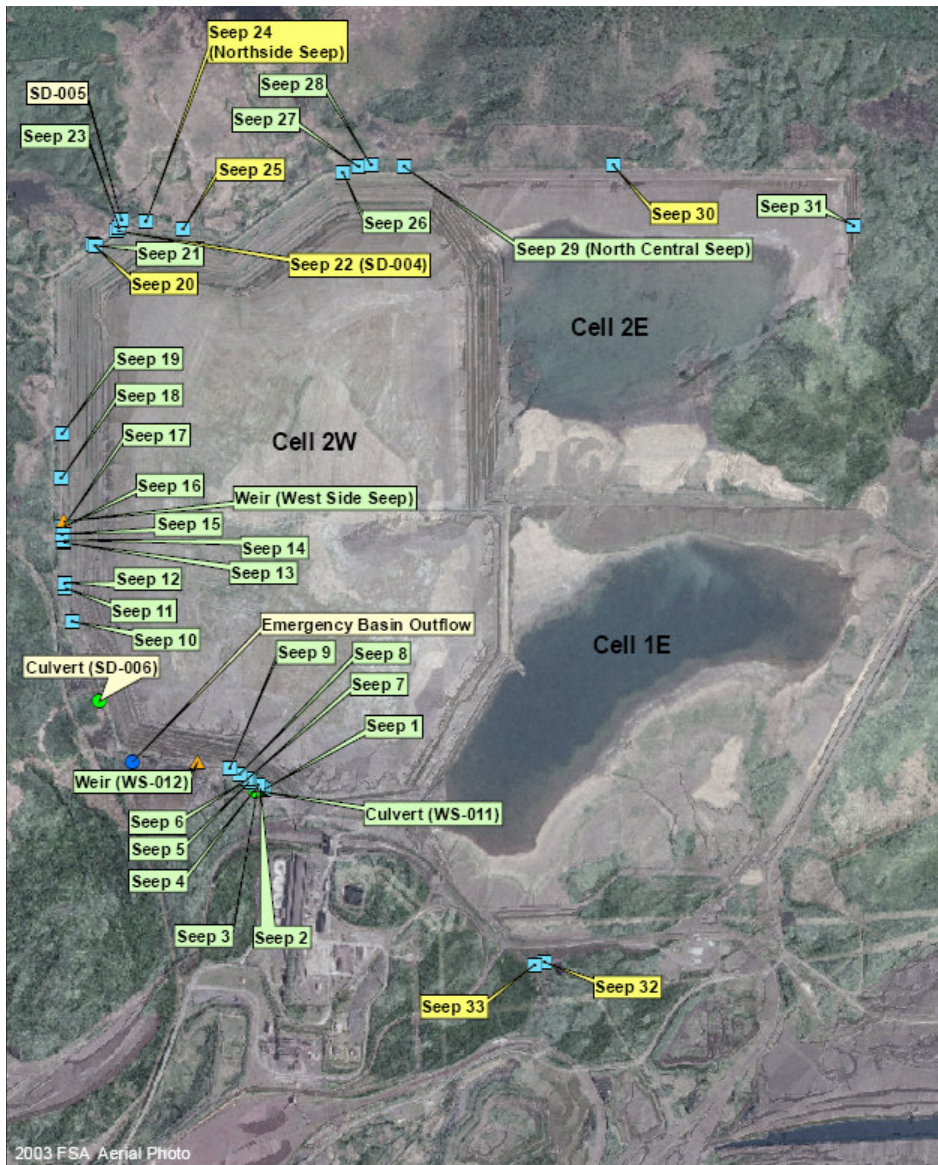 Seep 24
(Northside Seep)
Seep 28
SD-005
Seep 27
Seep 23
Seep 25
Seep 31
Seep 30
Seep 26
Seep 29 (North Central Seep)
Seep 21
Seep 22 (SD-004)
Seep 20
Cell 2E
Seep 19
Seep 18
Seep 17
Cell 2W
Seep 16
Weir (West Side Seep)
Seep 15
Seep 14
Seep 13
Seep 12
Seep 11
Seep 10
Emergency Basin Outflow
Cell 1E
Seep 9
Seep 8
Culvert (SD-006)
Seep 7
Seep 1
Weir (WS-012)
Culvert (WS-011)
Seep 6
Seep 5
Seep 4
Seep 3
Seep 2
Seep 32
Seep 33
2003 FSA Aerial Photo